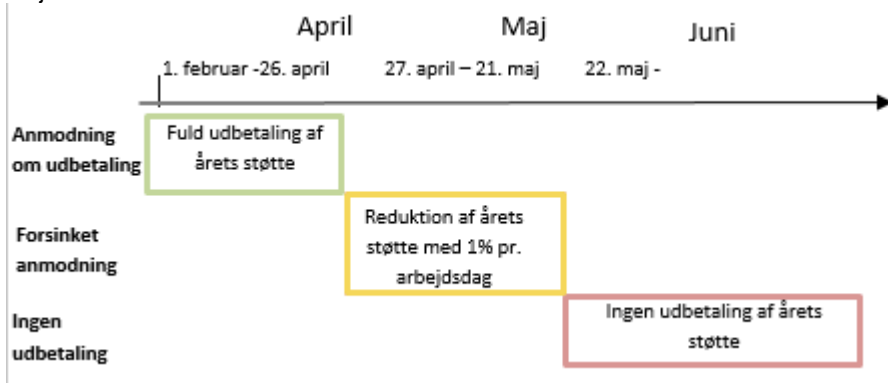 April Maj Juni
1. februar -26. april 27. april – 21. maj 22. maj -
Anmodning
om udbetaling
Fuld udbetaling af
årets støtte
Forsinket
anmodning
Reduktion af årets
støtte med 1% pr.
arbejdsdag
Ingen
udbetaling
Ingen udbetaling af årets
støtte